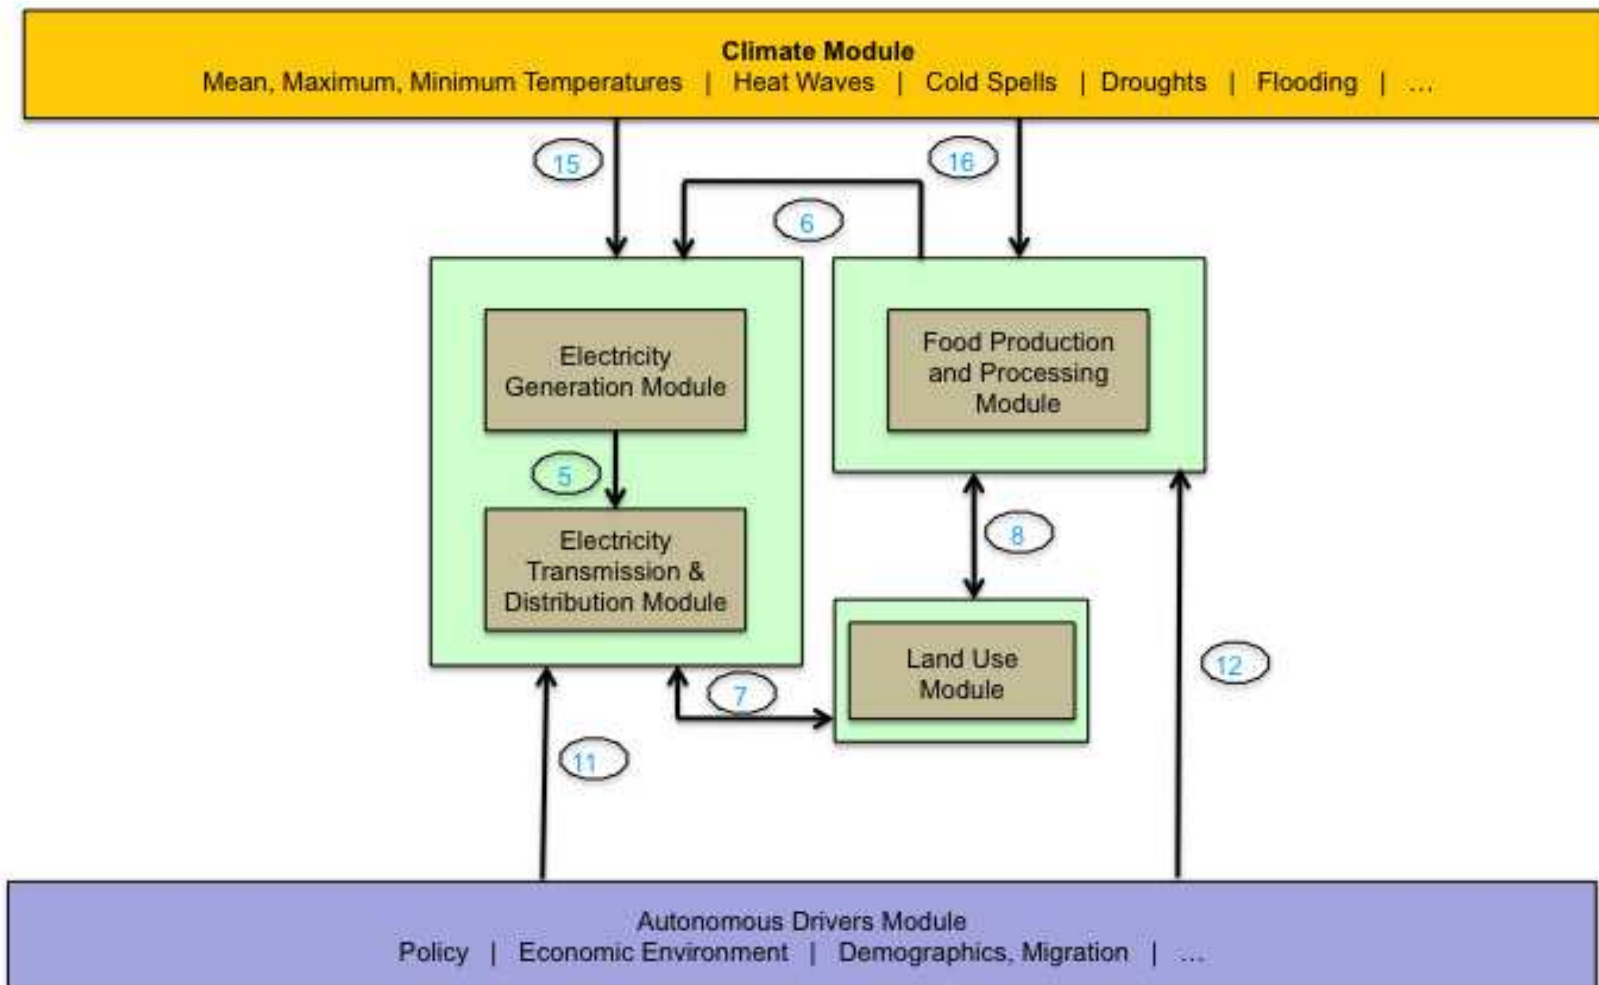 Climate Module
Mean, Maximum, Minimum Temperatures | Heat Waves | Cold Spells | Droughts | Flooding | ...
15
16
6
Electricity
Generation Module
Food Production
and Processing
Module
5
Electricity
Transmission &
Distribution Module
8
Land Use
Module
12
7
11
Autonomous Drivers Module
Policy | Economic Environment | Demographics, Migration | ...